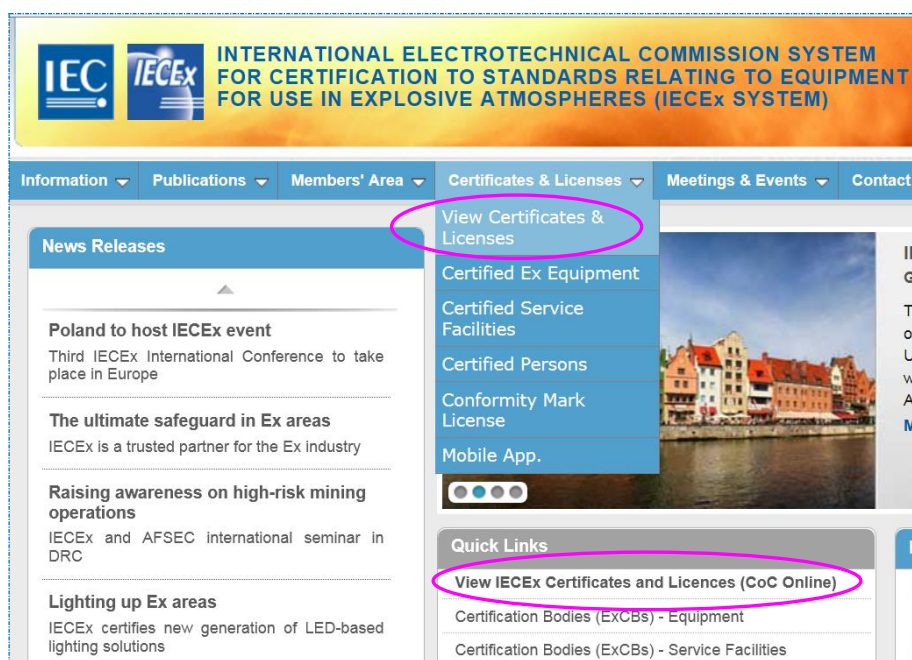 IEC
IECEx
INTERNATIONAL ELECTROTECHNICAL COMMISSION SYSTEM
FOR CERTIFICATION TO STANDARDS RELATING TO EQUIPMENT
FOR USE IN EXPLOSIVE ATMOSPHERES (IECEx SYSTEM)
Information Publications Members' Area Certificates & Licenses Meetings & Events Contact
View Certificates &
Licenses
Certified Ex Equipment
Certified Service
Facilities
Certified Persons
Conformity Mark
License
Mobile App.
News Releases
Poland to host IECEx event
Third IECEx International Conference to take
place in Europe
The ultimate safeguard in Ex areas
IECEx is a trusted partner for the Ex industry
Raising awareness on high-risk mining
operations
IECEx and AFSEC international seminar in
DRC
Lighting up Ex areas
IECEx certifies new generation of LED-based
lighting solutions
Quick Links
View IECEx Certificates and Licences (CoC Online)
Certification Bodies (ExCBs) - Equipment
Certification Bodies (ExCBs) - Service Facilities